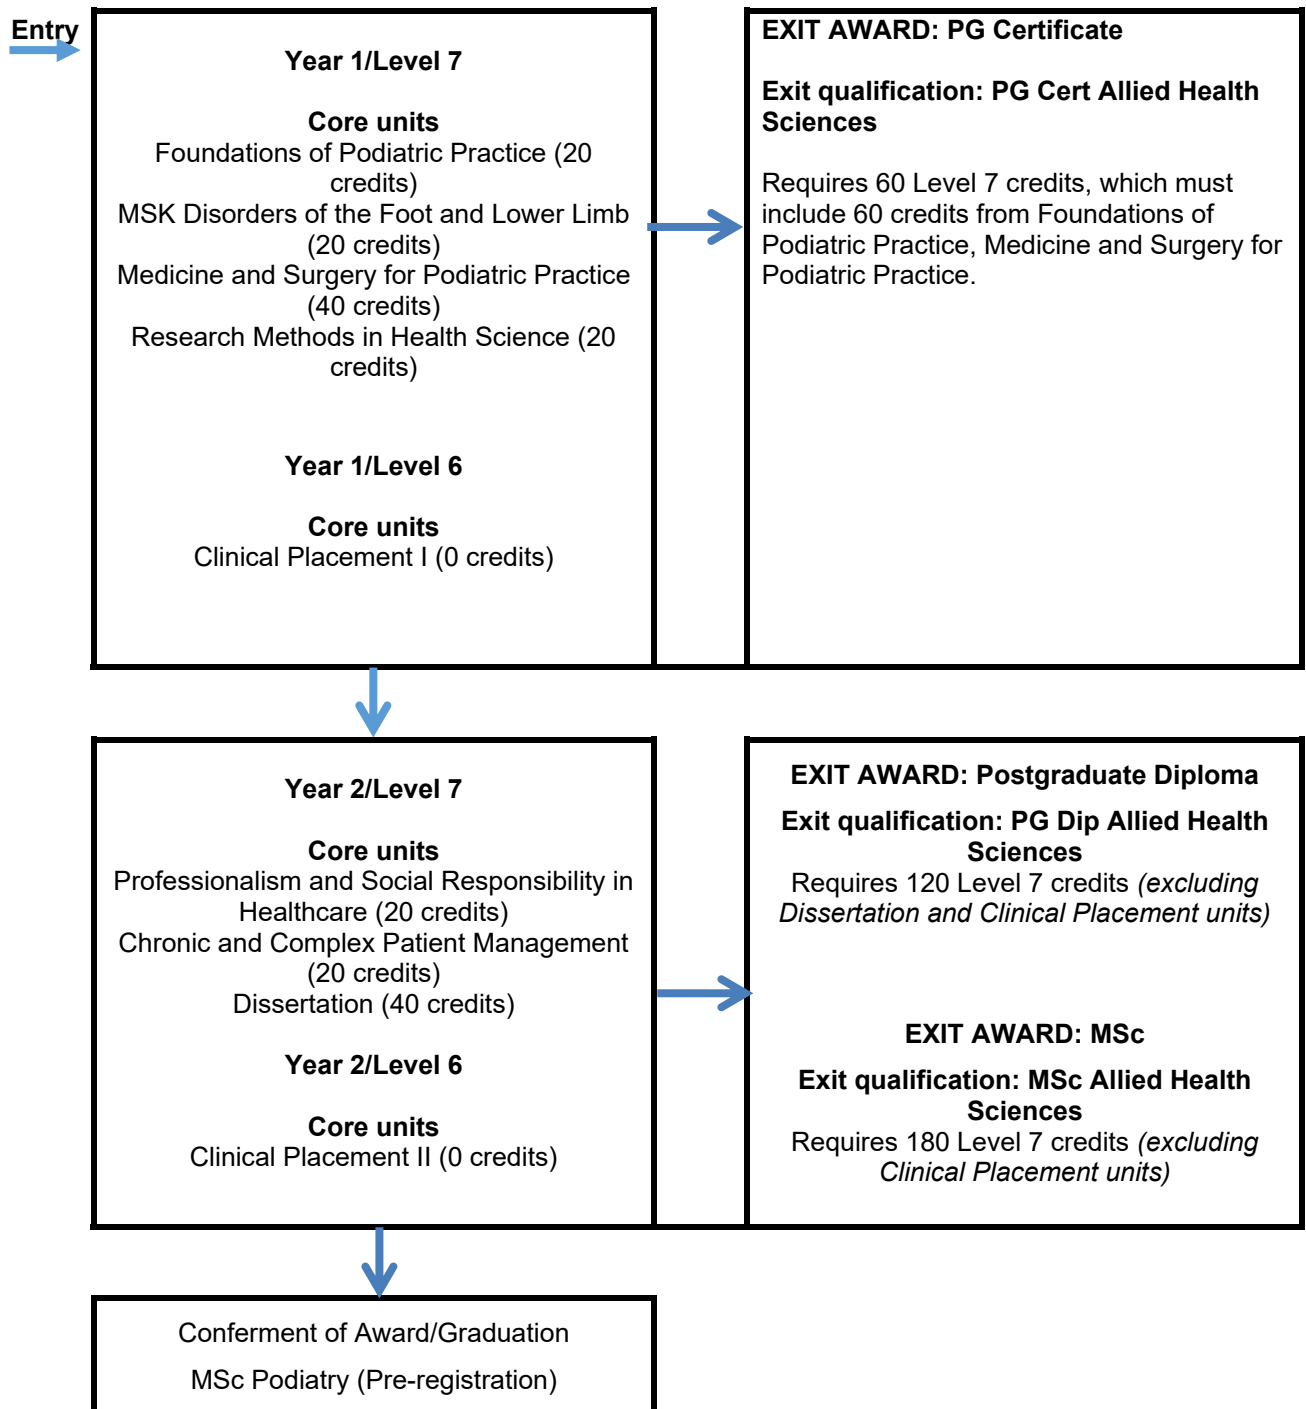 Entry
Year 1/Level 7
Core units
Foundations of Podiatric Practice (20
credits)
MSK Disorders of the Foot and Lower Limb
(20 credits)
Medicine and Surgery for Podiatric Practice
(40 credits)
Research Methods in Health Science (20
credits)
Year 1/Level 6
Core units
Clinical Placement I (0 credits)
EXIT AWARD: PG Certificate
Exit qualification: PG Cert Allied Health
Sciences
Requires 60 Level 7 credits, which must
include 60 credits from Foundations of
Podiatric Practice, Medicine and Surgery for
Podiatric Practice.
Year 2/Level 7
Core units
Professionalism and Social Responsibility in
Healthcare (20 credits)
Chronic and Complex Patient Management
(20 credits)
Dissertation (40 credits)
Year 2/Level 6
Core units
Clinical Placement II (0 credits)
EXIT AWARD: Postgraduate Diploma
Exit qualification: PG Dip Allied Health
Sciences
Requires 120 Level 7 credits (excluding
Dissertation and Clinical Placement units)
EXIT AWARD: MSc
Exit qualification: MSc Allied Health
Sciences
Requires 180 Level 7 credits (excluding
Clinical Placement units)
Conferment of Award/Graduation
MSc Podiatry (Pre-registration)